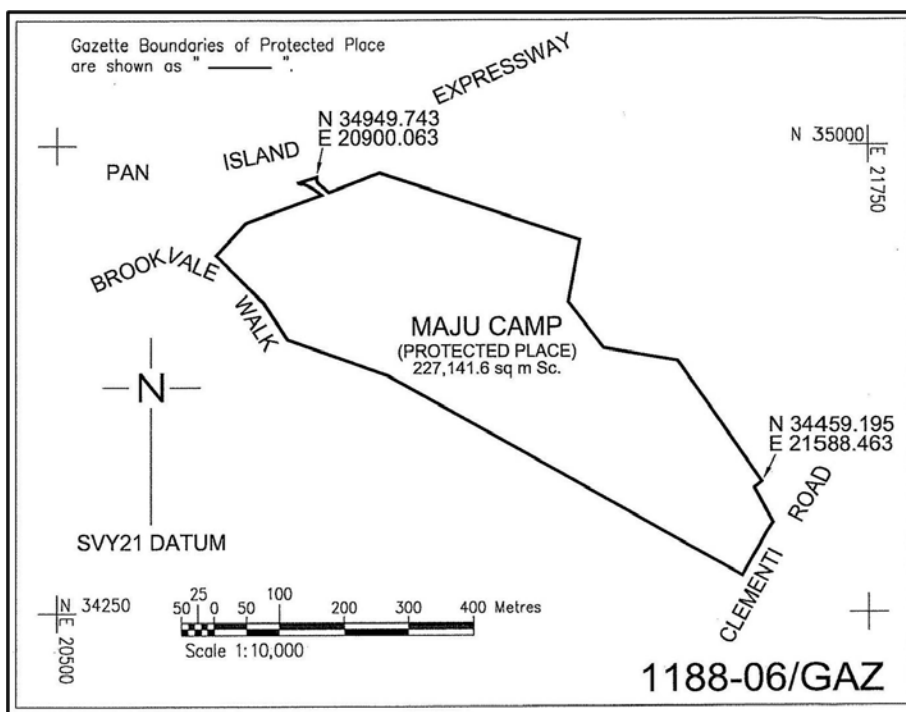 Gazette Boundaries of Protected Place
are shown as " ——— ".
EXPRESSWAY
N 34949.743
E 20900.063
ISLAND
PAN
N 35000
E 21750
BROOKVALE
WALK
MAJU CAMP
(PROTECTED PLACE)
227,141.6 sq m Sc.
N
N 34459.195
E 21588.463
ROAD
CLEMENTI
SVY21 DATUM
N 34250
E 20500
25
50 0 50 100 200 300 400 Metres
Scale 1:10,000
1188-06/GAZ